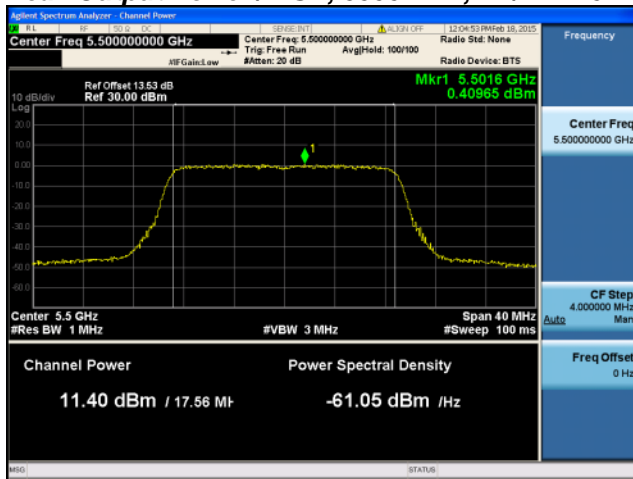 Agilent Spectrum Analyzer - Channel Power
RL RF 50 Ω DC SENSE:INT ALIGN OFF 12:04:53 PM Feb 18, 2015
Center Freq 5.500000000 GHz
Center Freq: 5.500000000 GHz
Radio Std: None
Trig: Free Run Avg|Hold: 100/100
#IFGain:Low
#Atten: 20 dB
Radio Device: BTS
Frequency
Mkr1 5.5016 GHz
0.40965 dBm
Ref Offset 13.53 dB
10 dB/div Ref 30.00 dBm
Log
20.0
10.0
0.00
-10.0
-20.0
-30.0
-40.0
-50.0
-60.0
1
Center Freq
5.500000000 GHz
Center 5.5 GHz Span 40 MHz
#Res BW 1 MHz #VBW 3 MHz #Sweep 100 ms
CF Step
4.000000 MHz
Auto Man
Channel Power Power Spectral Density
11.40 dBm / 17.56 MH -61.05 dBm /Hz
Freq Offset
0 Hz
MSG STATUS